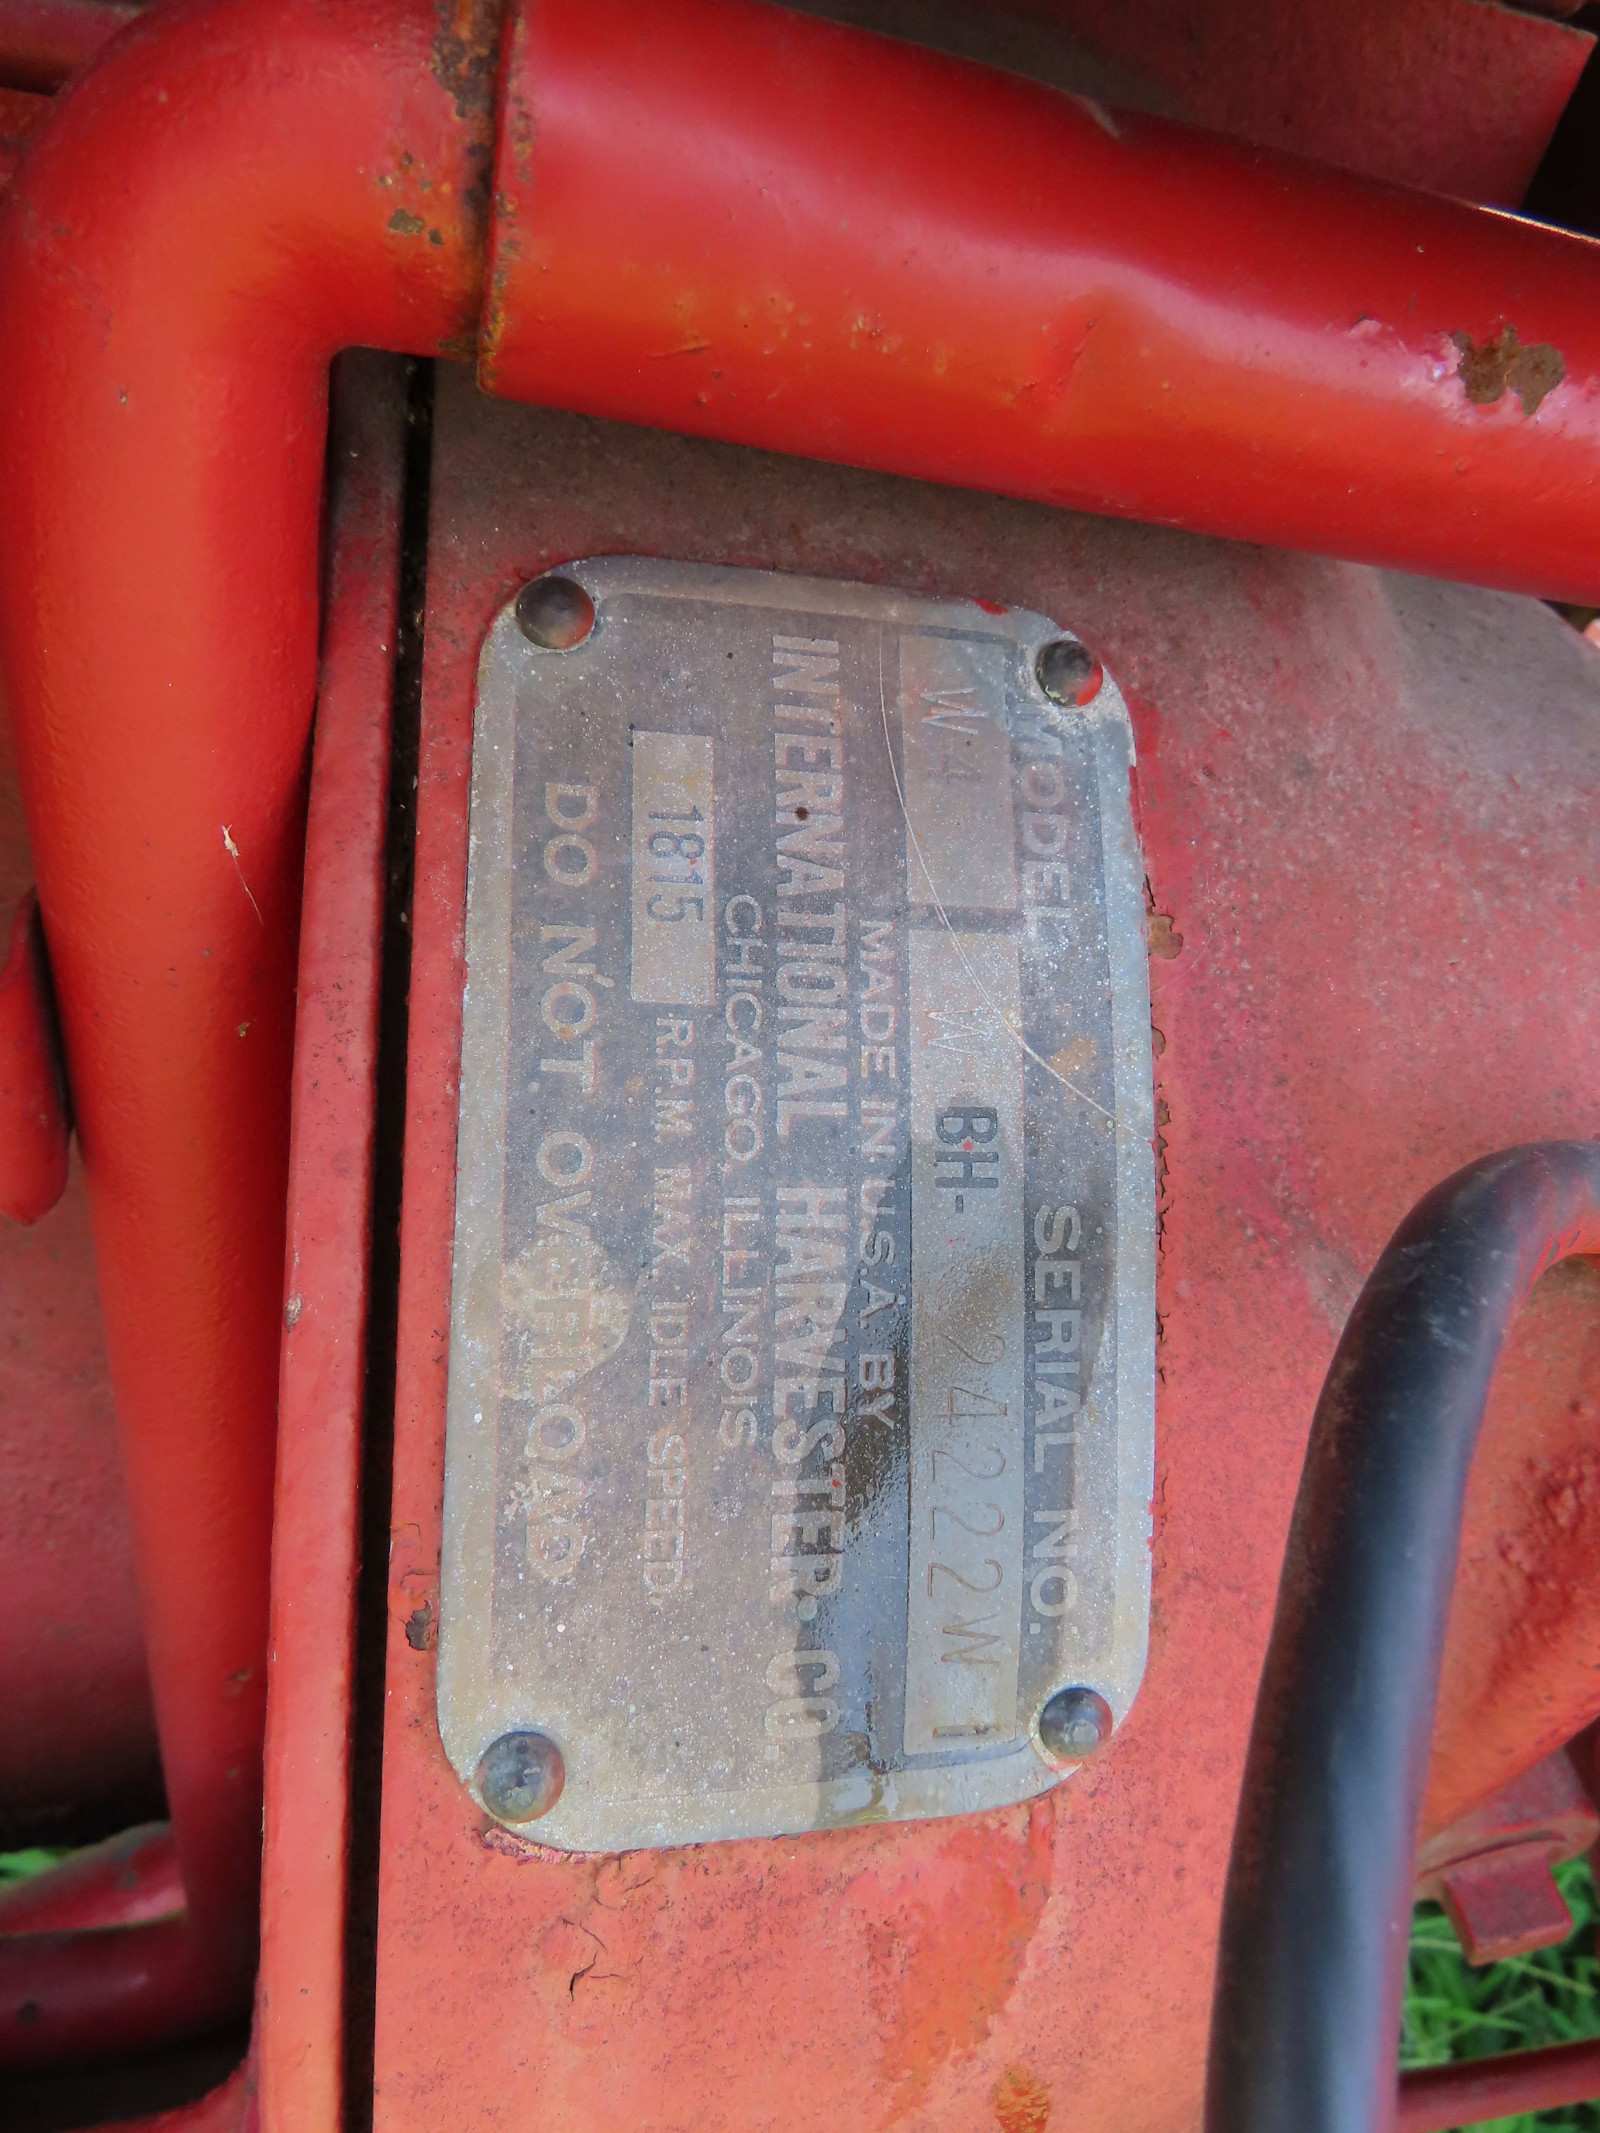 MODEL SERIAL NO.
W4 W BH- 24222W1
MADE IN U.S.A. BY
INTERNATIONAL HARVESTER CO.
CHICAGO, ILLINOIS
1815 R.P.M. MAX. IDLE SPEED,
DO NOT OVERLOAD